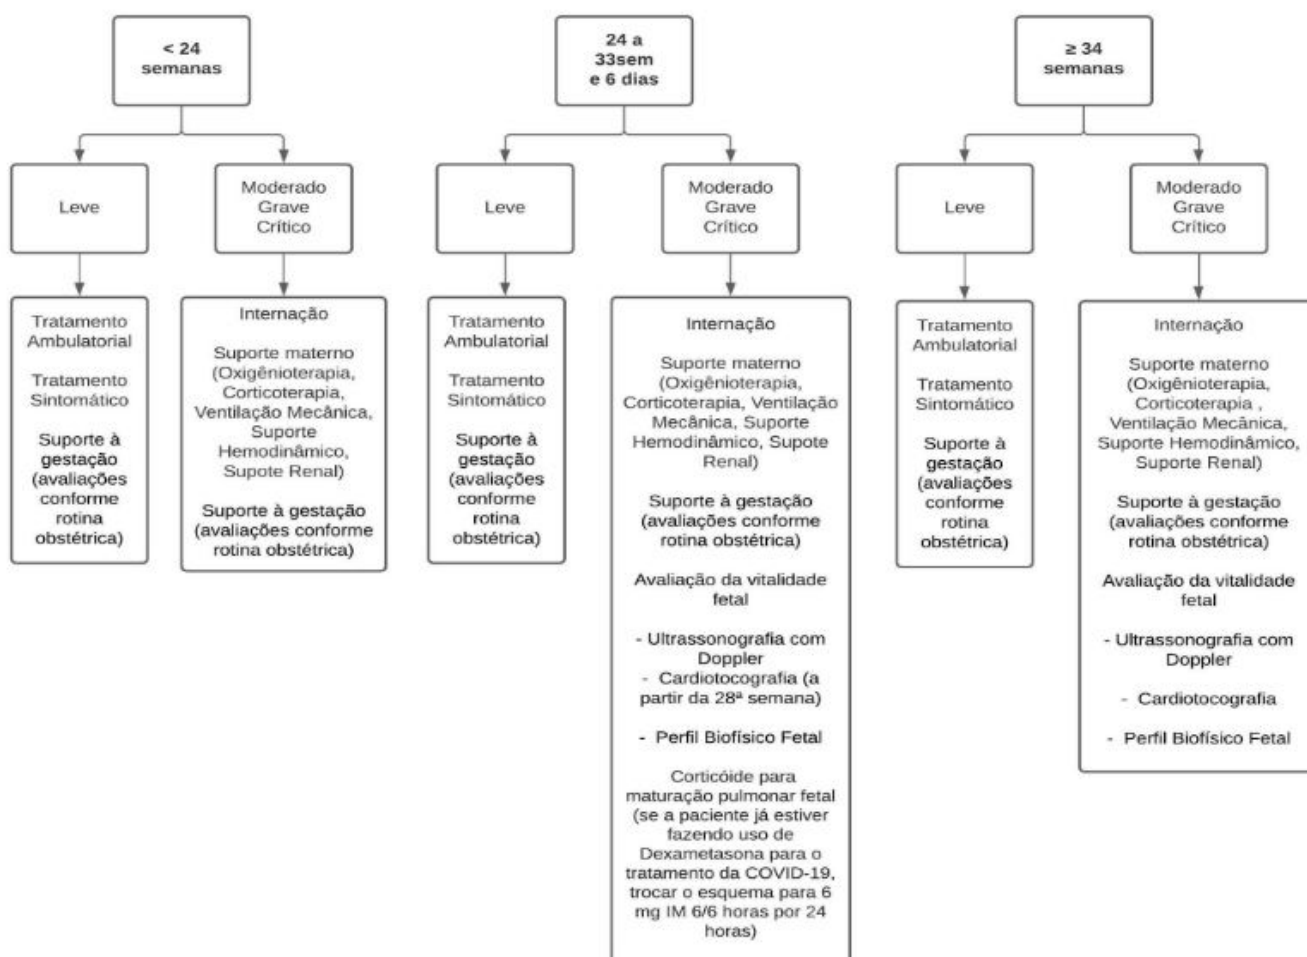 < 24
semanas
Leve
Tratamento
Ambulatorial
Tratamento
Sintomático
Suporte à
gestação
(avaliações
conforme
rotina
obstétrica)
Moderado
Grave
Crítico
Internação
Suporte materno
(Oxigênioterapia,
Corticoterapia,
Ventilação Mecânica,
Suporte
Hemodinâmico,
Supote Renal)
Suporte à gestação
(avaliações conforme
rotina obstétrica)
24 a
33sem
e 6 dias
Leve
Tratamento
Ambulatorial
Tratamento
Sintomático
Suporte à
gestação
(avaliações
conforme
rotina
obstétrica)
Moderado
Grave
Crítico
Internação
Suporte materno
(Oxigênioterapia,
Corticoterapia, Ventilação
Mecânica, Suporte
Hemodinâmico, Supote
Renal)
Suporte à gestação
(avaliações conforme
rotina obstétrica)
Avaliação da vitalidade
fetal
- Ultrassonografia com
Doppler
- Cardiotocografia (a
partir da 28ª semana)
- Perfil Biofísico Fetal
Corticóide para
maturação pulmonar fetal
(se a paciente já estiver
fazendo uso de
Dexametasona para o
tratamento da COVID-19,
trocar o esquema para 6
mg IM 6/6 horas por 24
horas)
≥ 34
semanas
Leve
Tratamento
Ambulatorial
Tratamento
Sintomático
Suporte à
gestação
(avaliações
conforme
rotina
obstétrica)
Moderado
Grave
Crítico
Internação
Suporte materno
(Oxigênioterapia,
Corticoterapia ,
Ventilação Mecânica,
Suporte Hemodinâmico,
Suporte Renal)
Suporte à gestação
(avaliações conforme
rotina obstétrica)
Avaliação da vitalidade
fetal
- Ultrassonografia com
Doppler
- Cardiotocografia
- Perfil Biofísico Fetal